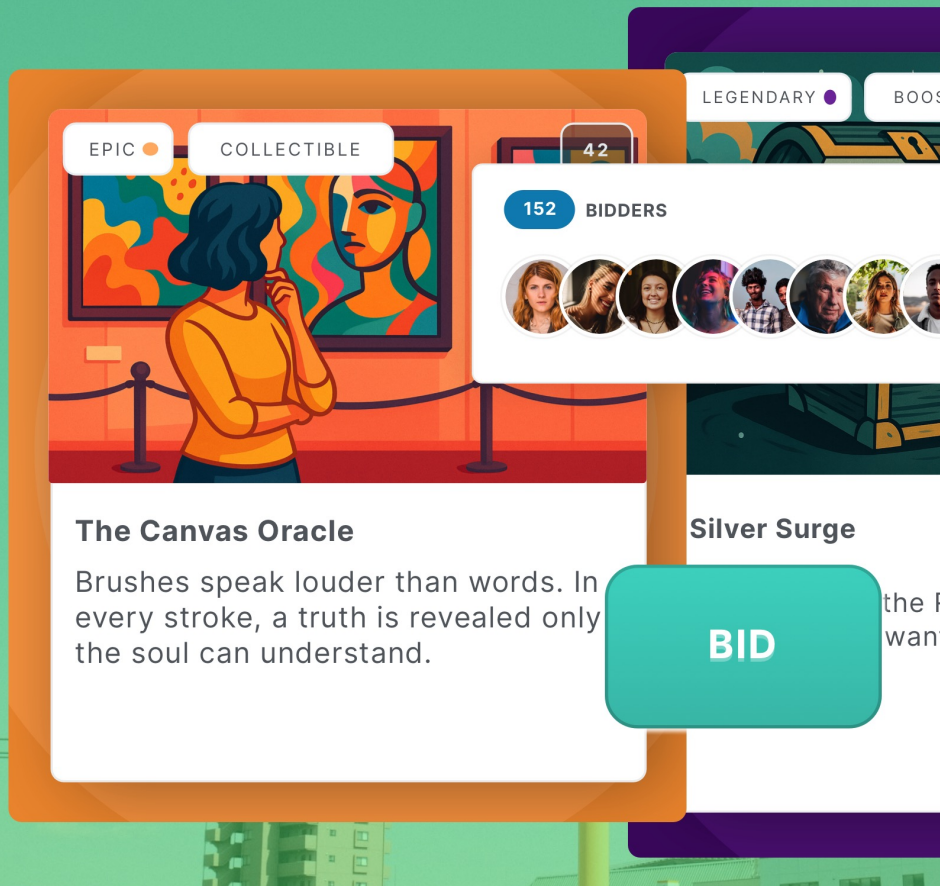 EPIC
COLLECTIBLE
42
LEGENDARY
152 BIDDERS
The Canvas Oracle
Brushes speak louder than words. In
every stroke, a truth is revealed only
the soul can understand.
Silver Surge
the
BID